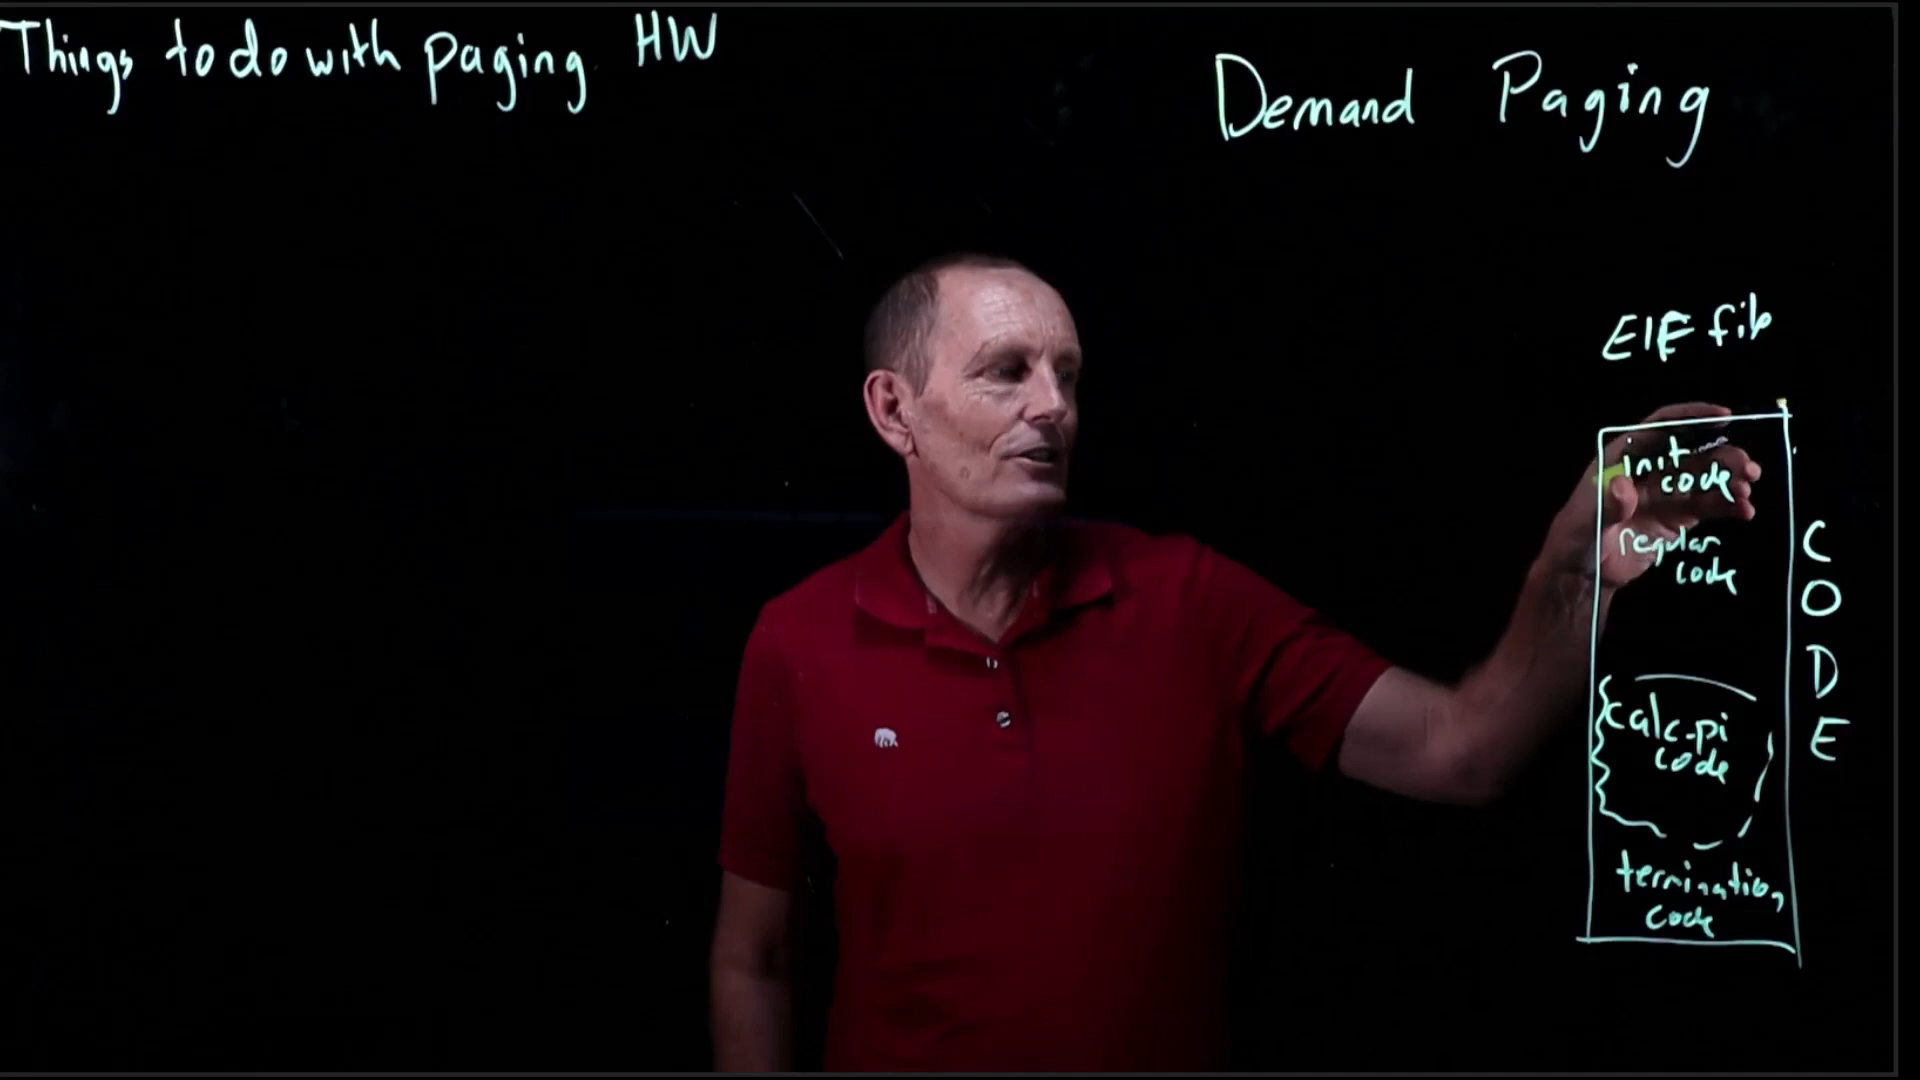 Things to do with paging HW
Demand Paging
ElF file
init
code
regular
code
calc-pi
code
termination
code
CODE